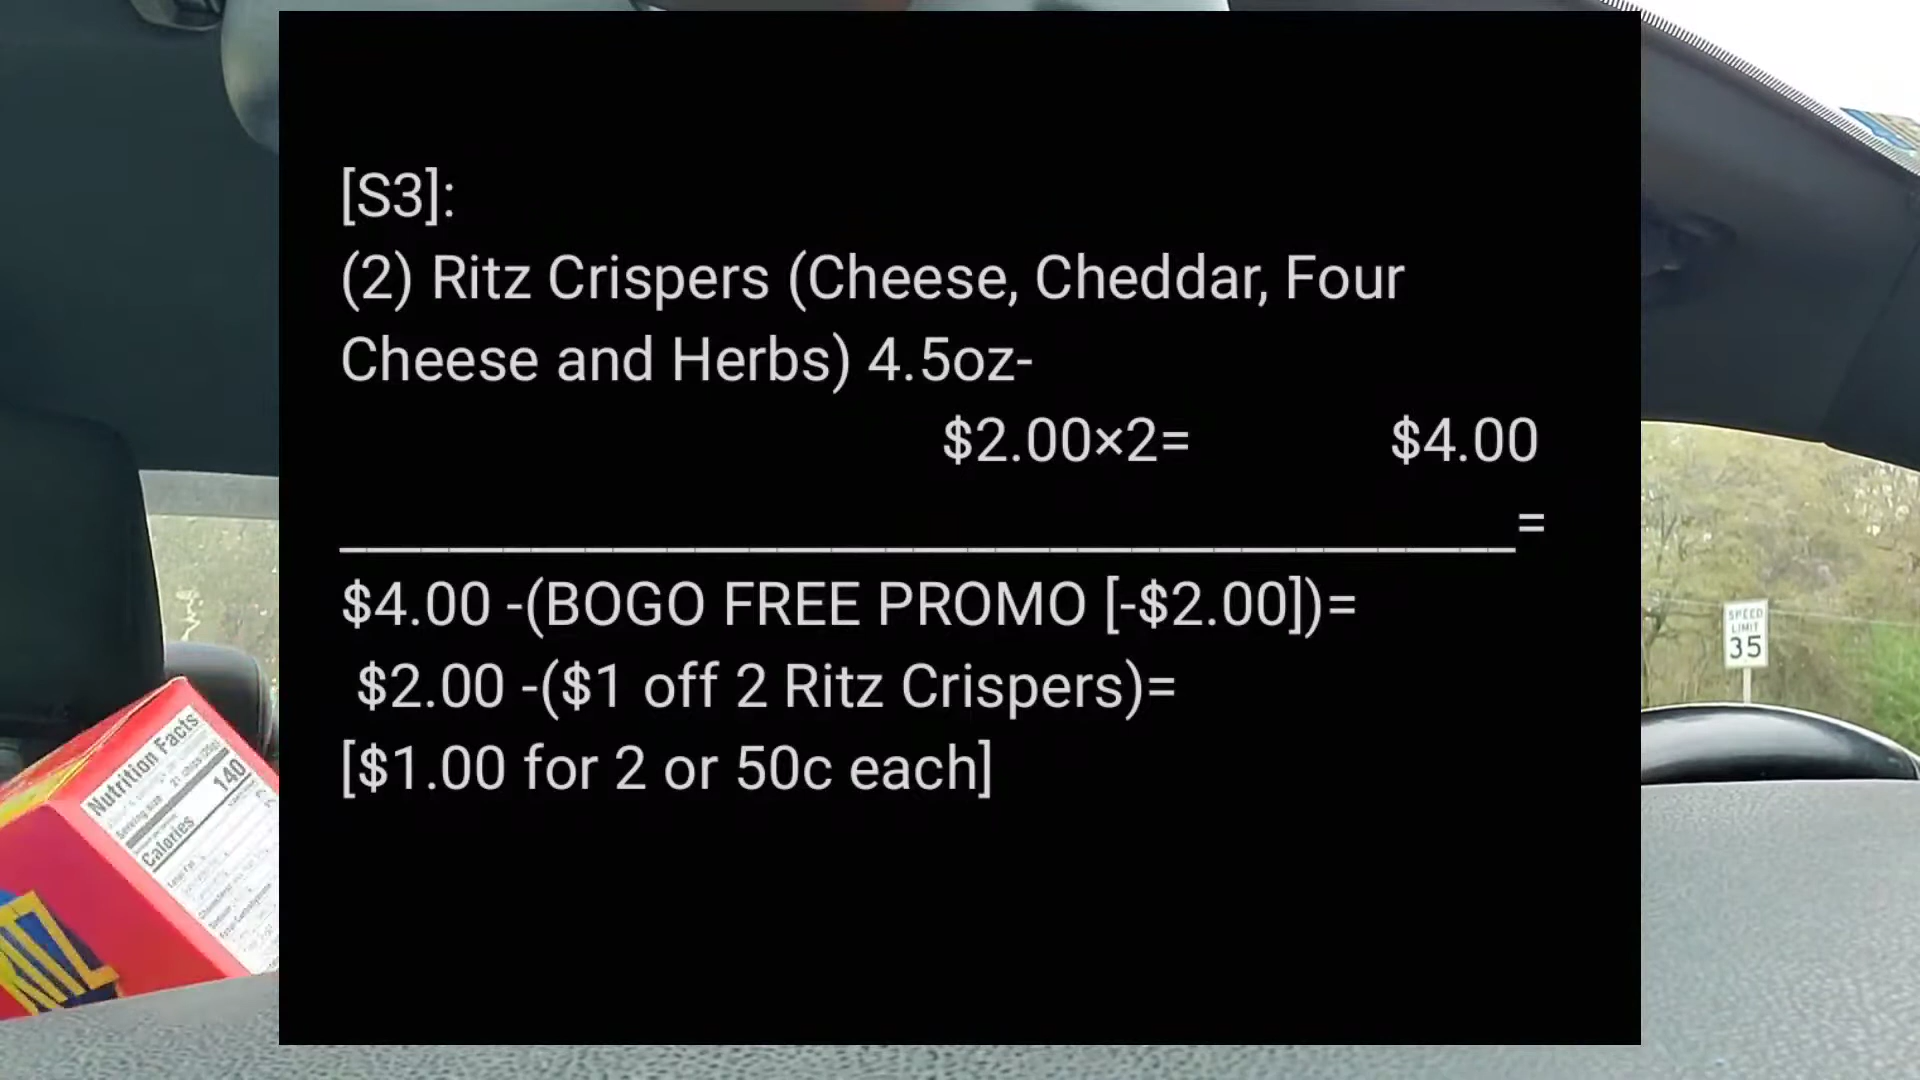 [S3]:
(2) Ritz Crispers (Cheese, Cheddar, Four
Cheese and Herbs) 4.5oz-
$2.00×2= $4.00
=
$4.00 -(BOGO FREE PROMO [-$2.00])=
$2.00 -($1 off 2 Ritz Crispers)=
[$1.00 for 2 or 50c each]
SPEED
LIMIT
35
Nutrition Facts
Serving size
140
Calories